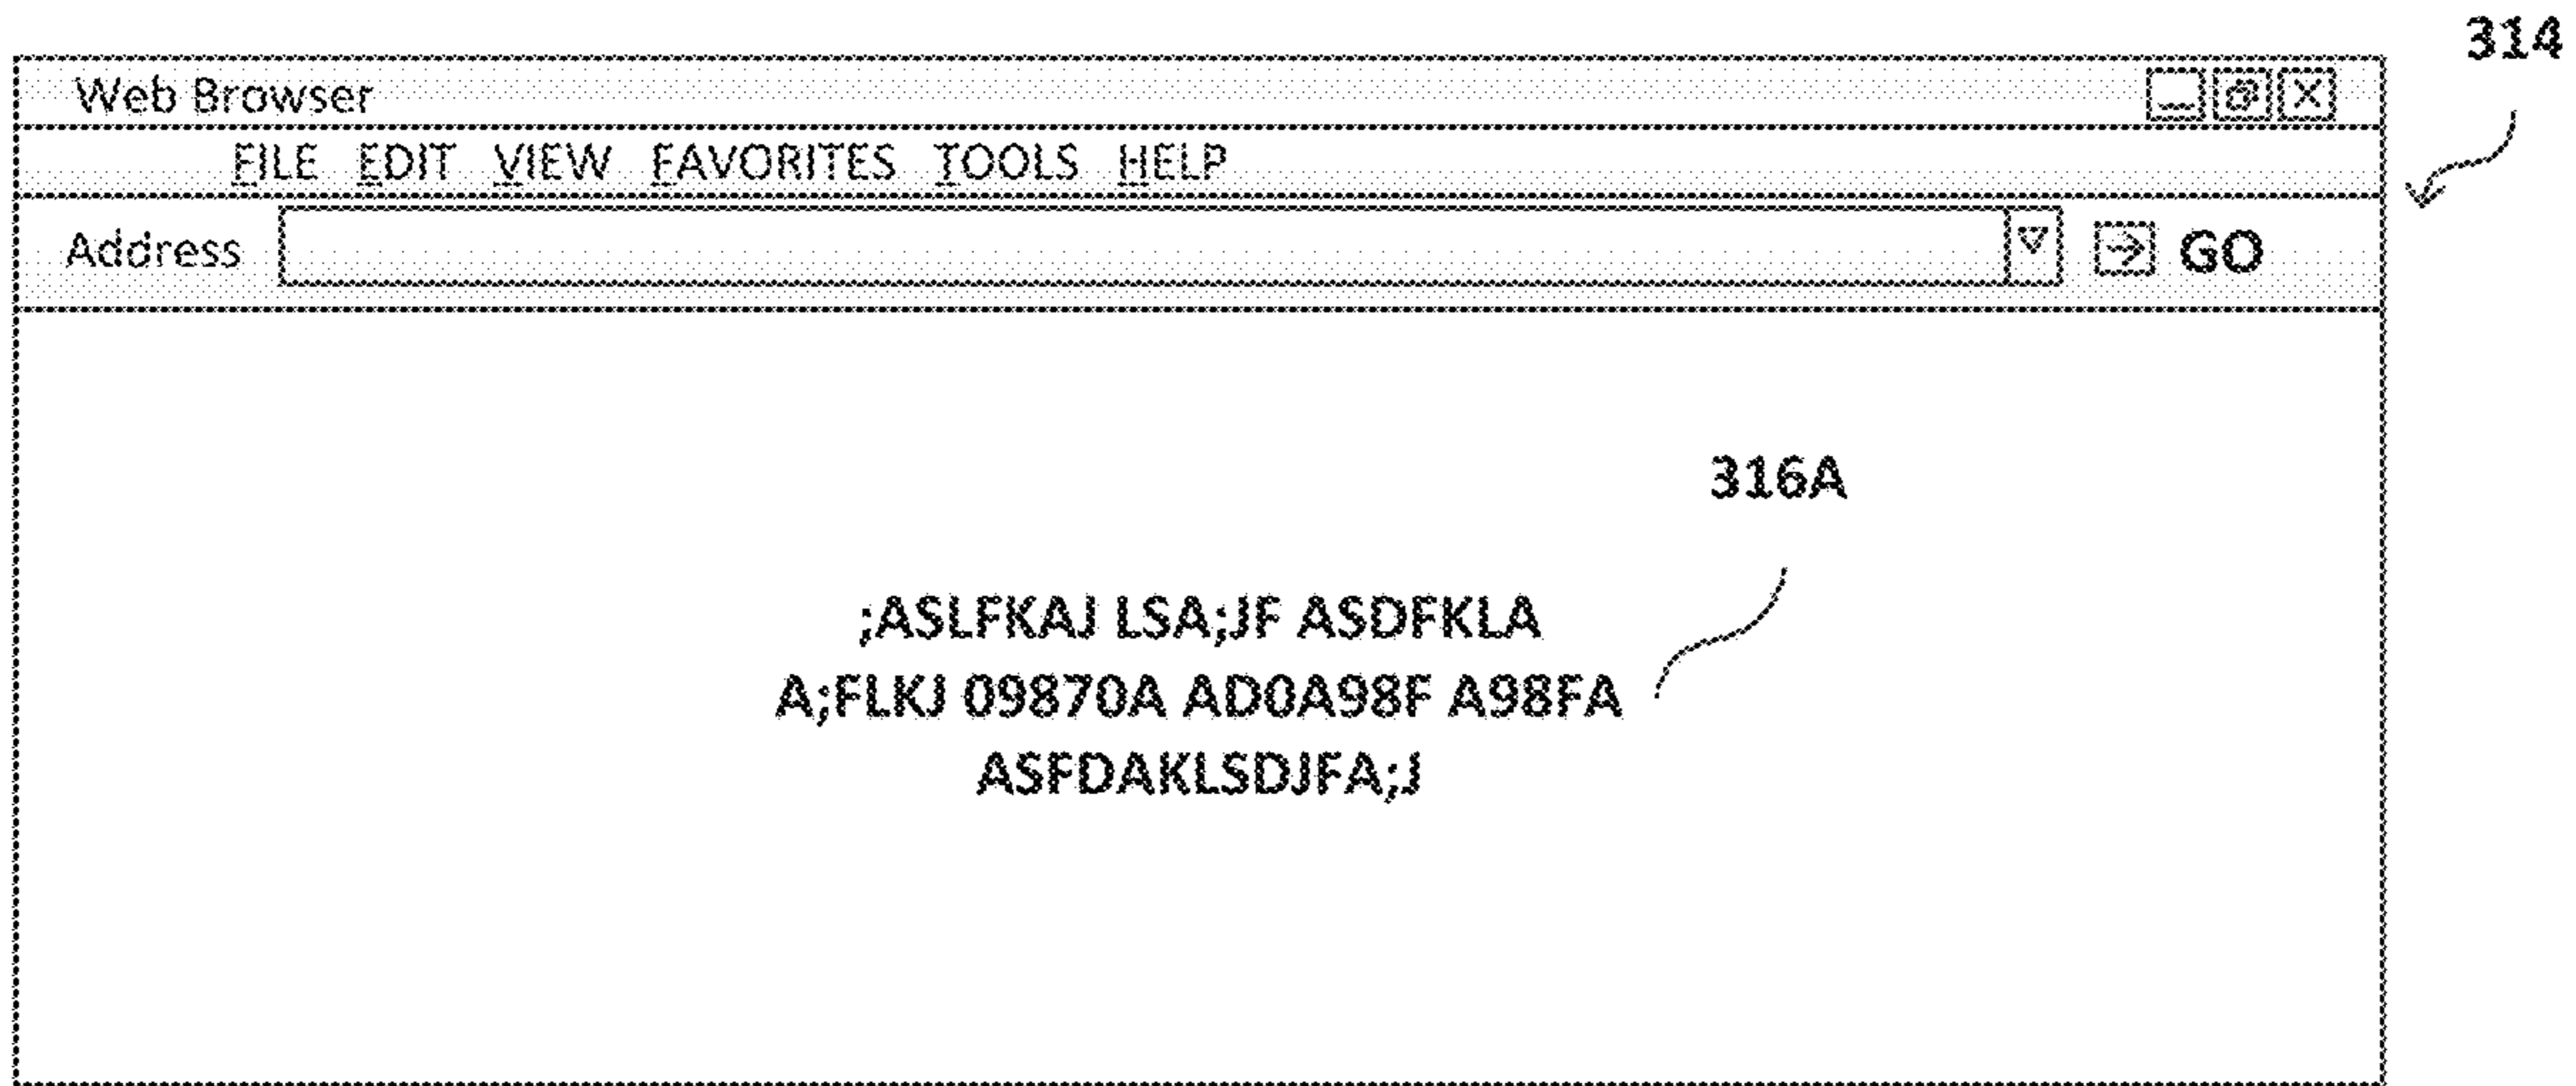 314
Web Browser
FILE EDIT VIEW FAVORITES TOOLS HELP
Address GO
316A
;ASLFKAJ LSA;JF ASDFKLA
A;FLKJ 09870A AD0A98F A98FA
ASFDAKLSDJFA;J